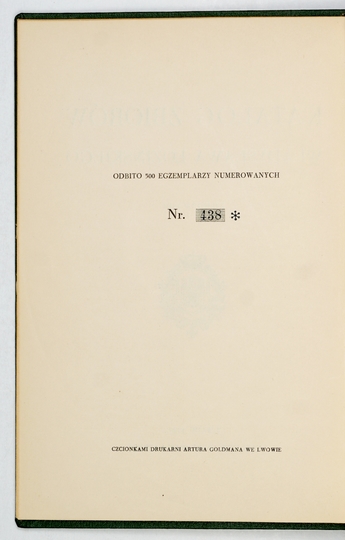 ODBITO 500 EGZEMPLARZY NUMEROWANYCH
Nr. 438 *
CZCIONKAMI DRUKARNI ARTURA GOLDMANA WE LWOWIE